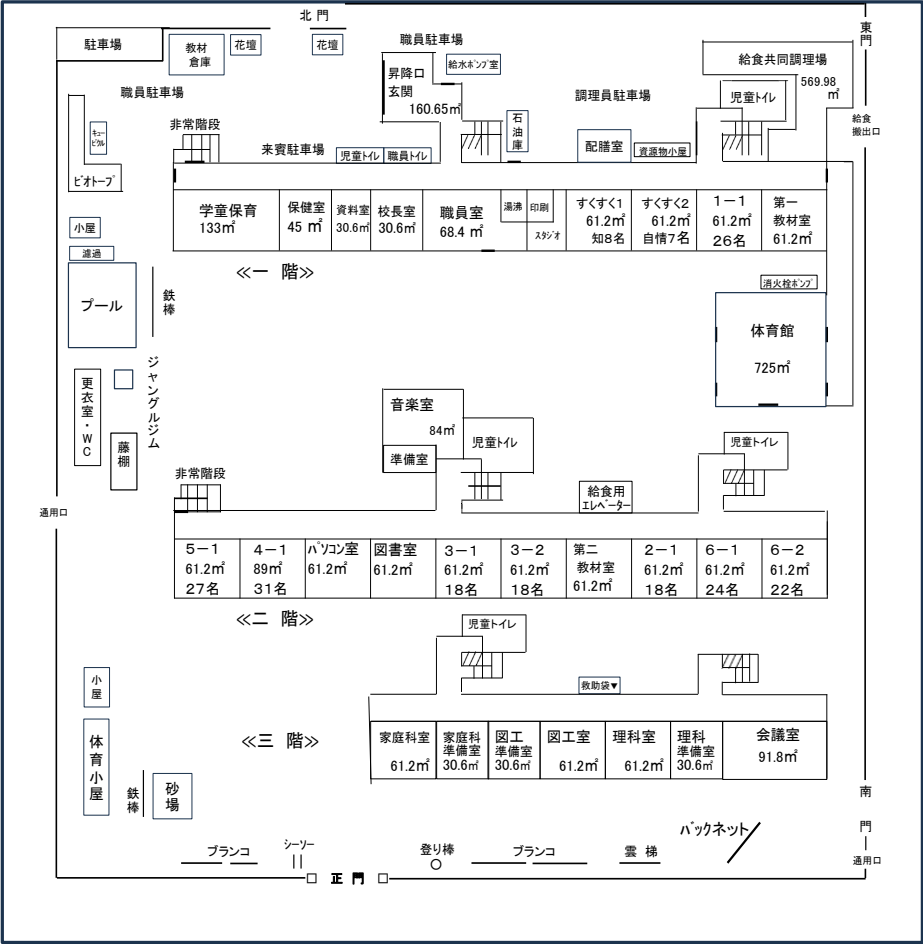 北門
東門
駐車場
教材
倉庫
花壇
花壇
職員駐車場
昇降口
玄関
160.65㎡
給水ポンプ室
給食共同調理場
569.98
㎡
児童トイレ
給食
搬出口
職員駐車場
キュービクル
ビオトープ
非常階段
来賓駐車場
児童トイレ
職員トイレ
石油庫
調理員駐車場
配膳室
資源物小屋
学童保育
133㎡
保健室
45 ㎡
資料室
30.6㎡
校長室
30.6㎡
職員室
68.4 ㎡
湯沸
印刷
スタジオ
すくすく1
61.2㎡
知8名
すくすく2
61.2㎡
自情7名
1-1
61.2㎡
26名
第一
教材室
61.2㎡
小屋
濾過
プール
鉄棒
≪一 階≫
消火栓ポンプ
体育館
725㎡
ジャングルジム
更衣室・WC
藤棚
音楽室
84㎡
準備室
児童トイレ
児童トイレ
非常階段
給食用
エレベーター
通用口
5-1
61.2㎡
27名
4-1
89㎡
31名
パソコン室
61.2㎡
図書室
61.2㎡
3-1
61.2㎡
18名
3-2
61.2㎡
18名
第二
教材室
61.2㎡
2-1
61.2㎡
18名
6-1
61.2㎡
24名
6-2
61.2㎡
22名
≪二 階≫
児童トイレ
救助袋▼
小屋
体育小屋
≪三 階≫
家庭科室
61.2㎡
家庭科
準備室
30.6㎡
図工
準備室
30.6㎡
図工室
61.2㎡
理科室
61.2㎡
理科
準備室
30.6㎡
会議室
91.8㎡
鉄棒
砂場
南門
通用口
バックネット
ブランコ
シーソー
登り棒
ブランコ
雲梯
正門